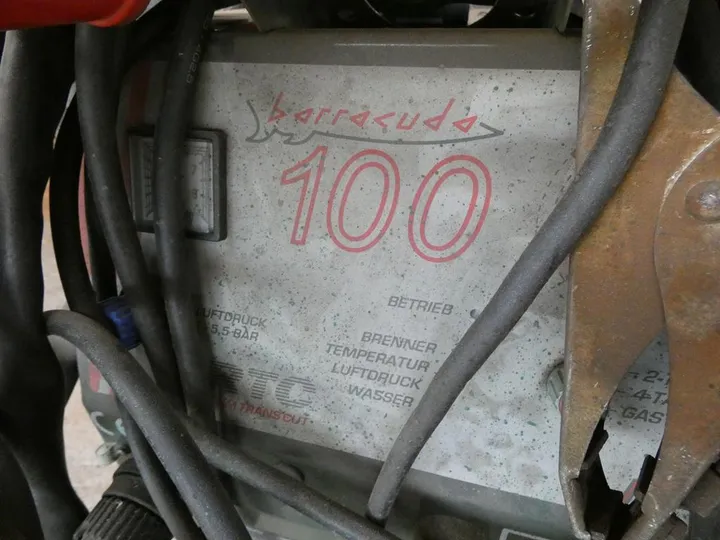 barracuda
100
BETRIEB
LUFTDRUCK
5,5 BAR
BRENNER
TEMPERATUR
LUFTDRUCK
WASSER
RTC
TRANSCUT
GAS